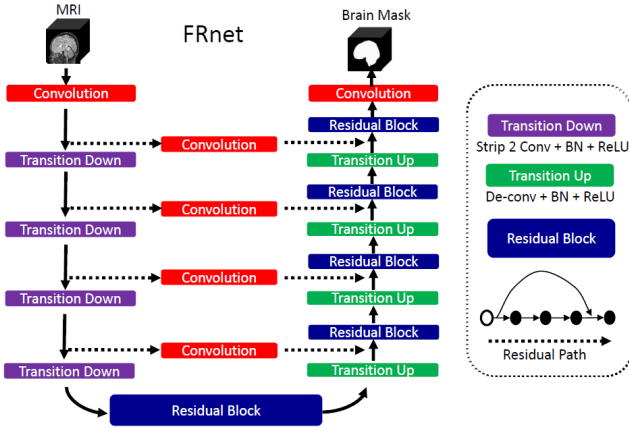 MRI
FRnet
Brain Mask
Convolution
Convolution
Residual Block
Convolution
Transition Down
Transition Up
Residual Block
Convolution
Transition Down
Transition Up
Residual Block
Convolution
Transition Down
Transition Up
Residual Block
Convolution
Transition Down
Transition Up
Residual Block
Transition Down
Strip 2 Conv + BN + ReLU
Transition Up
De-conv + BN + ReLU
Residual Block
Residual Path